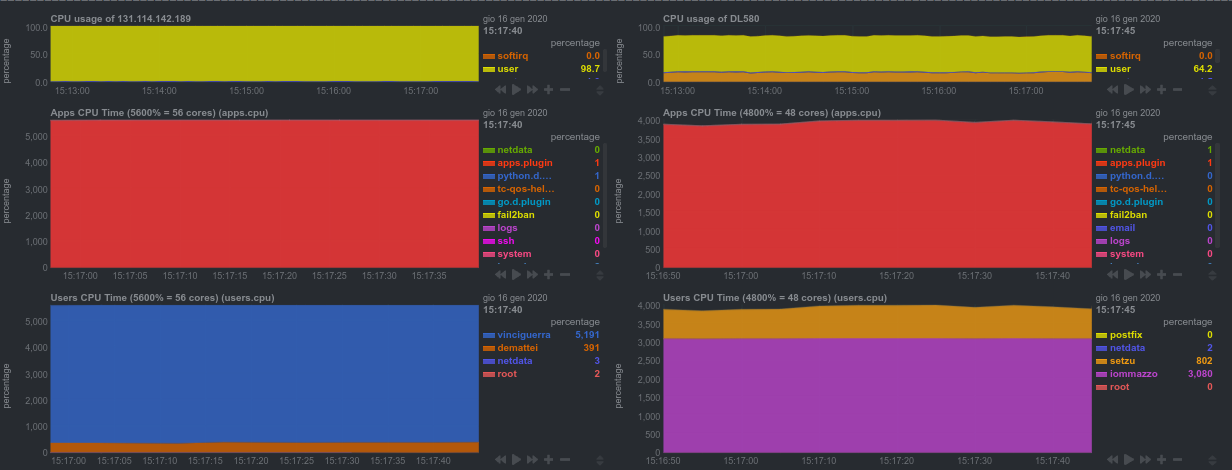 CPU usage of 131.114.142.189
gio 16 gen 2020
15:17:40
percentage
softirq 0.0
user 98.7
percentage
100.0
50.0
0.0
15:13:00 15:14:00 15:15:00 15:16:00 15:17:00
CPU usage of DL580
gio 16 gen 2020
15:17:45
percentage
softirq 0.0
user 64.2
percentage
100.0
50.0
0.0
15:13:00 15:14:00 15:15:00 15:16:00 15:17:00
Apps CPU Time (5600% = 56 cores) (apps.cpu)
gio 16 gen 2020
15:17:40
percentage
netdata 0
apps.plugin 1
python.d.... 1
tc-qos-hel... 0
go.d.plugin 0
fail2ban 0
logs 0
ssh 0
system 0
percentage
5,000
4,000
3,000
2,000
1,000
0
15:17:00 15:17:05 15:17:10 15:17:15 15:17:20 15:17:25 15:17:30 15:17:35
Apps CPU Time (4800% = 48 cores) (apps.cpu)
gio 16 gen 2020
15:17:45
percentage
netdata 1
apps.plugin 1
python.d.... 0
tc-qos-hel... 0
go.d.plugin 0
fail2ban 0
email 0
logs 0
system 0
percentage
4,000
3,500
3,000
2,500
2,000
1,500
1,000
500
0
15:16:50 15:17:00 15:17:10 15:17:20 15:17:30 15:17:40
Users CPU Time (5600% = 56 cores) (users.cpu)
gio 16 gen 2020
15:17:40
percentage
vinciguerra 5,191
demattei 391
netdata 3
root 2
percentage
5,000
4,000
3,000
2,000
1,000
0
15:17:00 15:17:05 15:17:10 15:17:15 15:17:20 15:17:25 15:17:30 15:17:35 15:17:40
Users CPU Time (4800% = 48 cores) (users.cpu)
gio 16 gen 2020
15:17:45
percentage
postfix 0
netdata 2
setzu 802
iommazzo 3,080
root 0
percentage
4,000
3,500
3,000
2,500
2,000
1,500
1,000
500
0
15:16:50 15:17:00 15:17:10 15:17:20 15:17:30 15:17:40